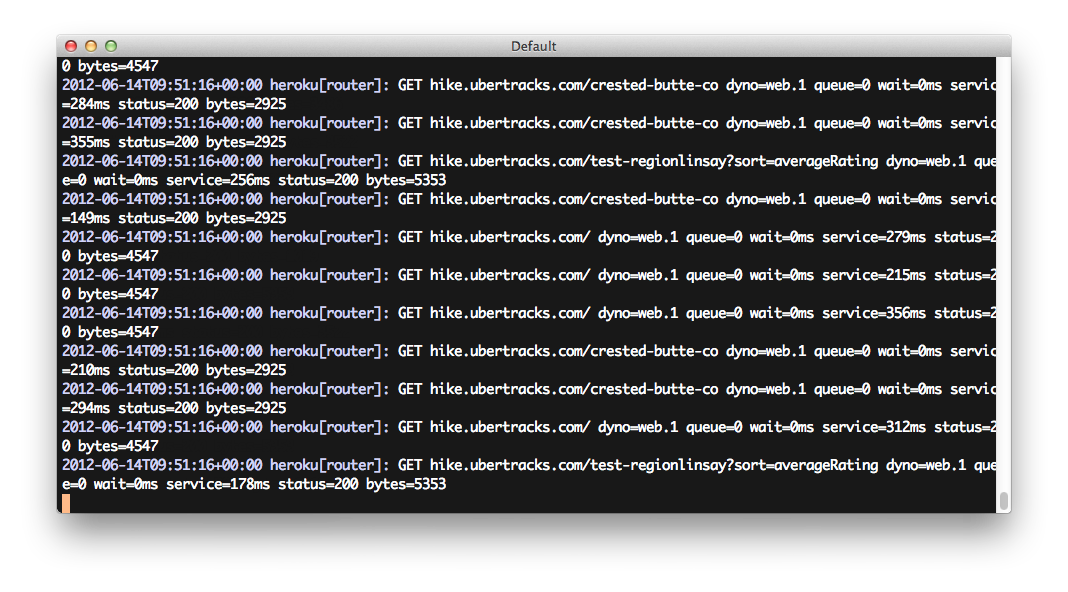 Default
0 bytes=4547
2012-06-14T09:51:16+00:00 heroku[router]: GET hike.ubertracks.com/crested-butte-co dyno=web.1 queue=0 wait=0ms servic
=284ms status=200 bytes=2925
2012-06-14T09:51:16+00:00 heroku[router]: GET hike.ubertracks.com/crested-butte-co dyno=web.1 queue=0 wait=0ms servic
=355ms status=200 bytes=2925
2012-06-14T09:51:16+00:00 heroku[router]: GET hike.ubertracks.com/test-regionlinsay?sort=averageRating dyno=web.1 que
e=0 wait=0ms service=256ms status=200 bytes=5353
2012-06-14T09:51:16+00:00 heroku[router]: GET hike.ubertracks.com/crested-butte-co dyno=web.1 queue=0 wait=0ms servic
=149ms status=200 bytes=2925
2012-06-14T09:51:16+00:00 heroku[router]: GET hike.ubertracks.com/ dyno=web.1 queue=0 wait=0ms service=279ms status=2
0 bytes=4547
2012-06-14T09:51:16+00:00 heroku[router]: GET hike.ubertracks.com/ dyno=web.1 queue=0 wait=0ms service=215ms status=2
0 bytes=4547
2012-06-14T09:51:16+00:00 heroku[router]: GET hike.ubertracks.com/ dyno=web.1 queue=0 wait=0ms service=356ms status=2
0 bytes=4547
2012-06-14T09:51:16+00:00 heroku[router]: GET hike.ubertracks.com/crested-butte-co dyno=web.1 queue=0 wait=0ms servic
=210ms status=200 bytes=2925
2012-06-14T09:51:16+00:00 heroku[router]: GET hike.ubertracks.com/crested-butte-co dyno=web.1 queue=0 wait=0ms servic
=294ms status=200 bytes=2925
2012-06-14T09:51:16+00:00 heroku[router]: GET hike.ubertracks.com/ dyno=web.1 queue=0 wait=0ms service=312ms status=2
0 bytes=4547
2012-06-14T09:51:16+00:00 heroku[router]: GET hike.ubertracks.com/test-regionlinsay?sort=averageRating dyno=web.1 que
e=0 wait=0ms service=178ms status=200 bytes=5353